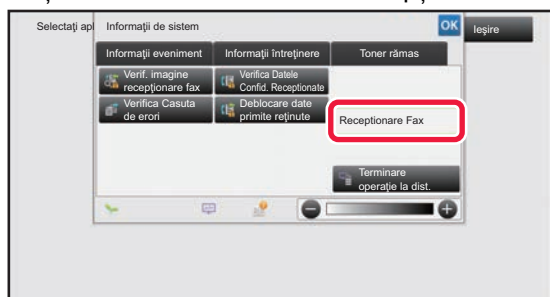 Selectaţi apl
Informaţii de sistem
OK
Ieşire
Informaţii eveniment
Informaţii întreţinere
Toner rămas
Verif. imagine
recepţionare fax
Verifica Datele
Confid. Receptionate
Verifica Casuta
de erori
Deblocare date
primite reţinute
Receptionare Fax
Terminare
operaţie la dist.